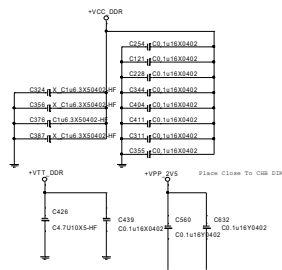 +VCC_DDR
C254 C0.1u16X0402
C121 C0.1u16X0402
C228 C0.1u16X0402
C324 X_C1u6.3X50402-HF
C344 C0.1u16X0402
C356 X_C1u6.3X50402-HF
C404 C0.1u16X0402
C376 C1u6.3X50402-HF
C411 C0.1u16X0402
C387 X_C1u6.3X50402-HF
C311 C0.1u16X0402
C355 C0.1u16X0402
+VTT_DDR
+VPP_2V5
Place Close To CHB DIM
C426
C4.7U10X5-HF
C439
C0.1u16X0402
C560
C0.1u16Y0402
C632
C0.1u16Y0402